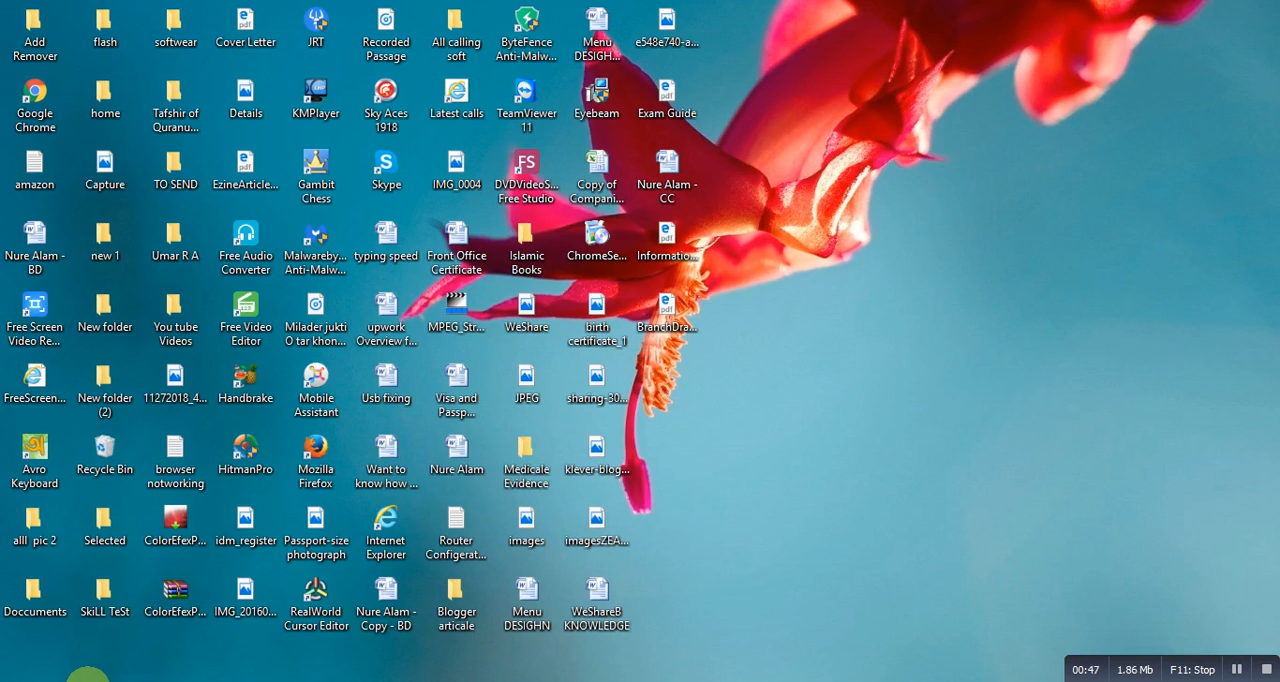 Add
Remover
flash
softwear
Cover Letter
JRT
Recorded
Passage
All calling
soft
ByteFence
Anti-Malw...
Menu
DESIGH...
e548e740-a...
Google
Chrome
home
Tafshir of
Quranu...
Details
KMPlayer
Sky Aces
1918
Latest calls
TeamViewer
11
Eyebeam
Exam Guide
amazon
Capture
TO SEND
EzineArticle...
Gambit
Chess
Skype
IMG_0004
DVDVideoS...
Free Studio
Copy of
Compani...
Nure Alam -
CC
Nure Alam -
BD
new 1
Umar R A
Free Audio
Converter
Malwareby...
Anti-Malw...
typing speed
Front Office
Certificate
Islamic
Books
ChromeSe...
Informatio...
Free Screen
Video Re...
New folder
You tube
Videos
Free Video
Editor
Milader jukti
O tar khon...
upwork
Overview f...
MPEG_Str...
WeShare
birth
certificate_1
BranchDra...
FreeScreen...
New folder
(2)
11272018_4...
Handbrake
Mobile
Assistant
Usb fixing
Visa and
Passp...
JPEG
sharing-30...
Avro
Keyboard
Recycle Bin
browser
notworking
HitmanPro
Mozilla
Firefox
Want to
know how ...
Nure Alam
Medicale
Evidence
klever-blog...
alll pic 2
Selected
ColorEfexP...
idm_register
Passport-size
photograph
Internet
Explorer
Router
Configerat...
images
imagesZEA...
Doccuments
SkiLL TeSt
ColorEfexP...
IMG_20160...
RealWorld
Cursor Editor
Nure Alam -
Copy - BD
Blogger
articale
Menu
DESIGHN
WeShareB
KNOWLEDGE
00:47
1.86 Mb
F11: Stop